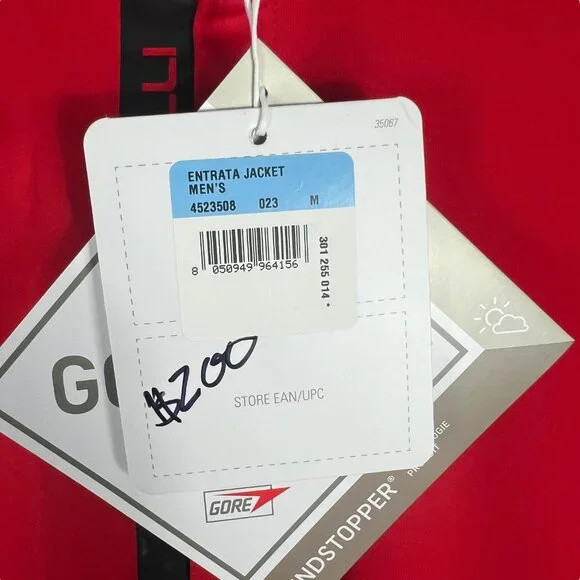 35067
ENTRATA JACKET
MEN'S
4523508 023 M
8 050949 964156
301 255 014 *
$200
STORE EAN/UPC
GO
GORE
NDSTOPPER®